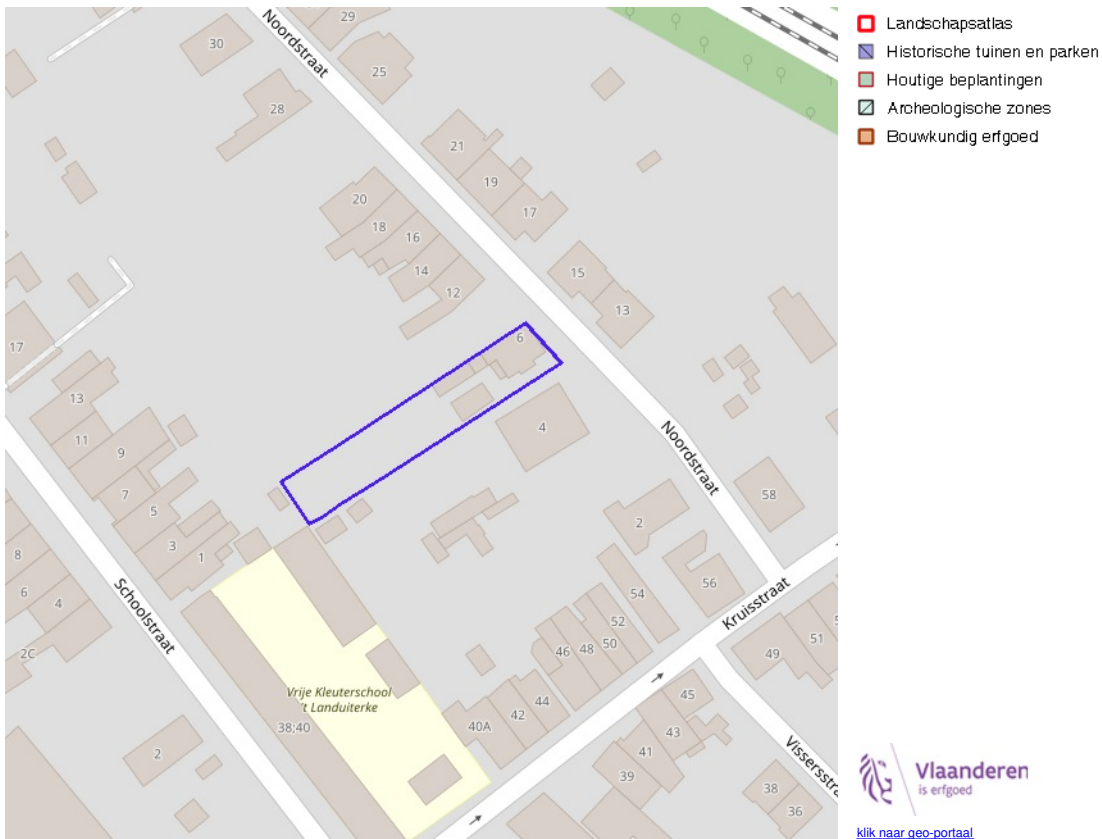 29
30
Noordstraat
25
28
21
19
17
20
18
16
14
12
15
13
6
17
13
11
9
7
5
3
1
4
Noordstraat
58
2
56
54
Kruisstraat
52
50
48
46
44
42
40A
49
51
8
6
4
2C
Schoolstraat
Vrije Kleuterschool
't Landuiterke
38;40
2
45
43
41
39
38
36
Landschapsatlas
Historische tuinen en parken
Houtige beplantingen
Archeologische zones
Bouwkundig erfgoed
Vlaanderen
is erfgoed
klik naar geo-portaal